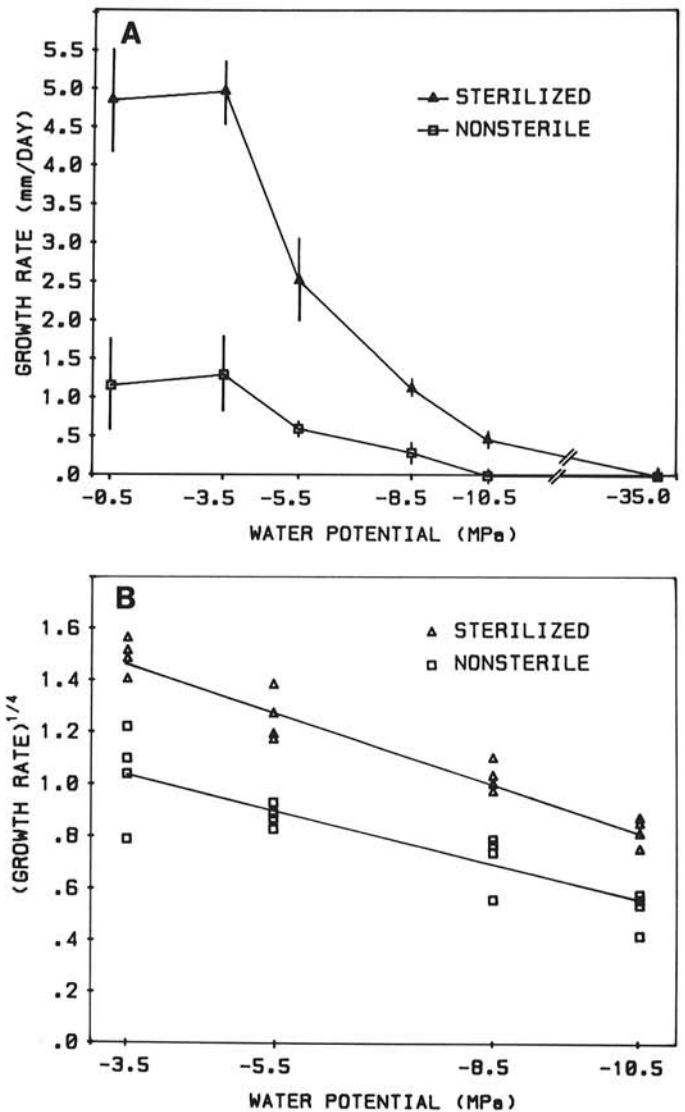 A
5.5
5.0
4.5
4.0
3.5
3.0
2.5
2.0
1.5
1.0
.5
.0
GROWTH RATE (mm/DAY)
STERILIZED
NONSTERILE
-0.5 -3.5 -5.5 -8.5 -10.5 -35.0
WATER POTENTIAL (MPa)
B
1.6
1.4
1.2
1.0
.8
.6
.4
.2
.0
(GROWTH RATE)1/4
STERILIZED
NONSTERILE
-3.5 -5.5 -8.5 -10.5
WATER POTENTIAL (MPa)